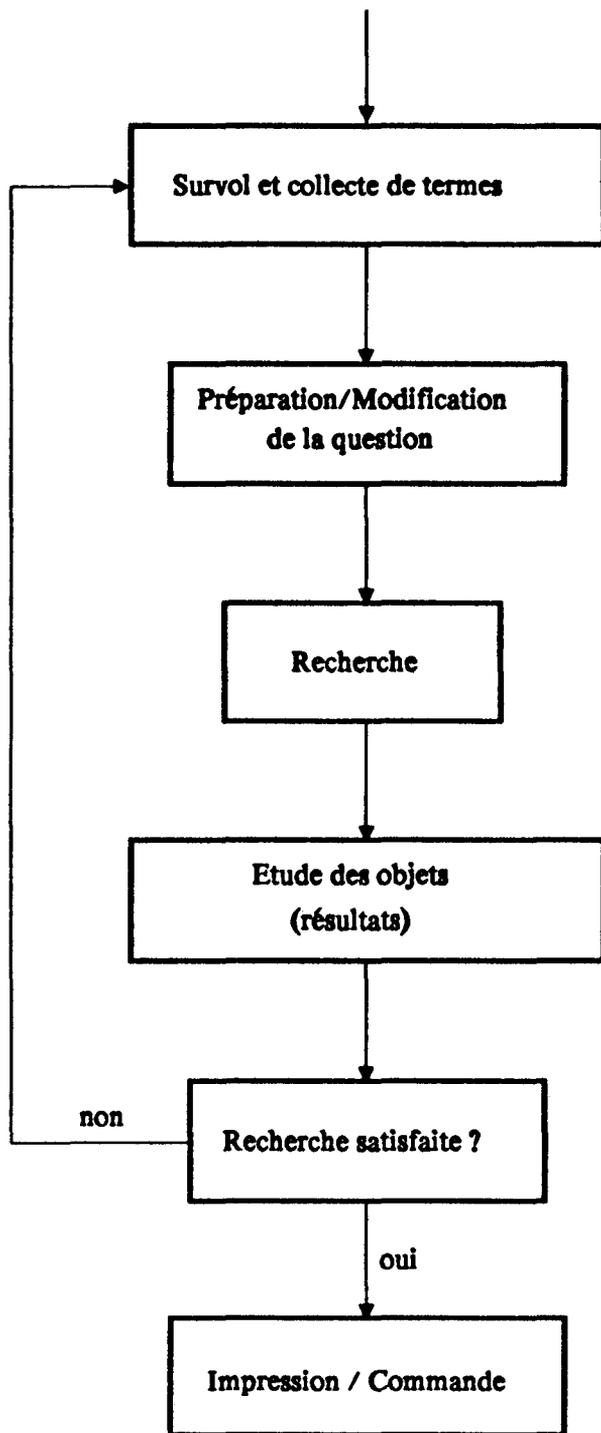 Survol et collecte de termes
Préparation/Modification
de la question
Recherche
Etude des objets
(résultats)
non
Recherche satisfaite ?
oui
Impression / Commande